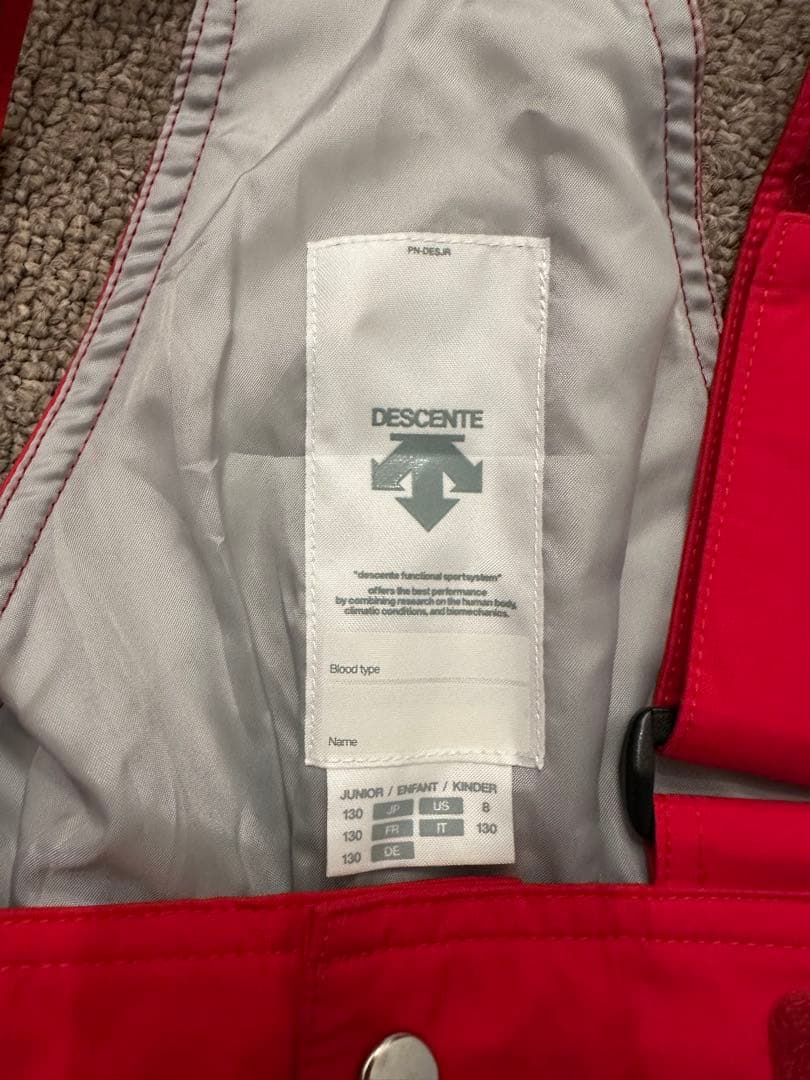 PN-DESJR
DESCENTE
"descente functional sportsystem"
offers the best performance
by combining research on the human body,
climatic conditions, and biomechanics.
Blood type
Name
JUNIOR / ENFANT / KINDER
130 JP US 8
130 FR IT 130
130 DE